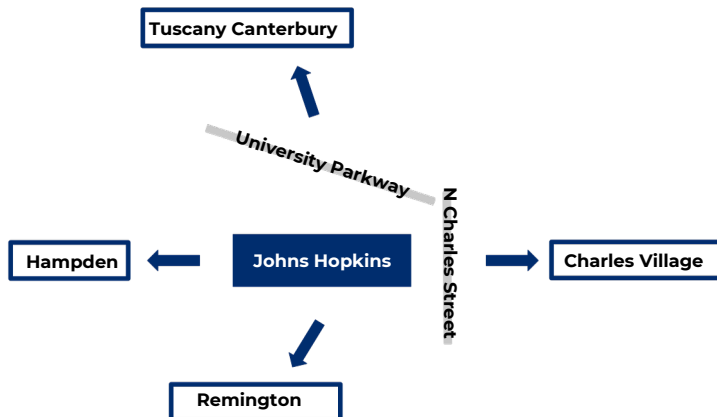 Tuscany Canterbury
University Parkway
N Charles Street
Hampden
Johns Hopkins
Charles Village
Remington